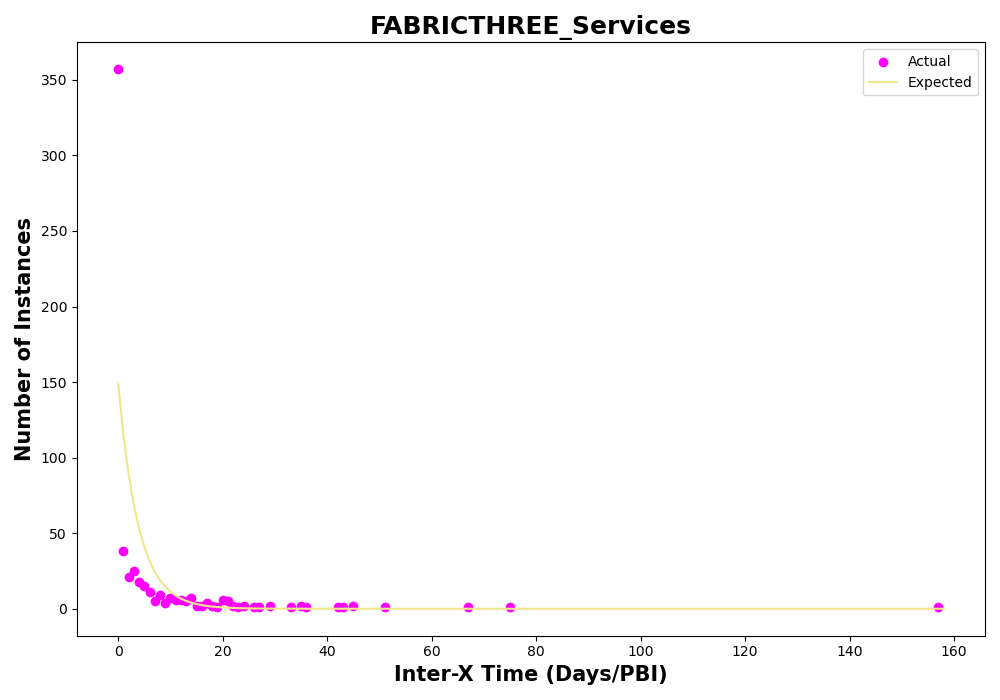 FABRICTHREE_Services
Actual
Expected
Number of Instances
350
300
250
200
150
100
50
0
0 20 40 60 80 100 120 140 160
Inter-X Time (Days/PBI)